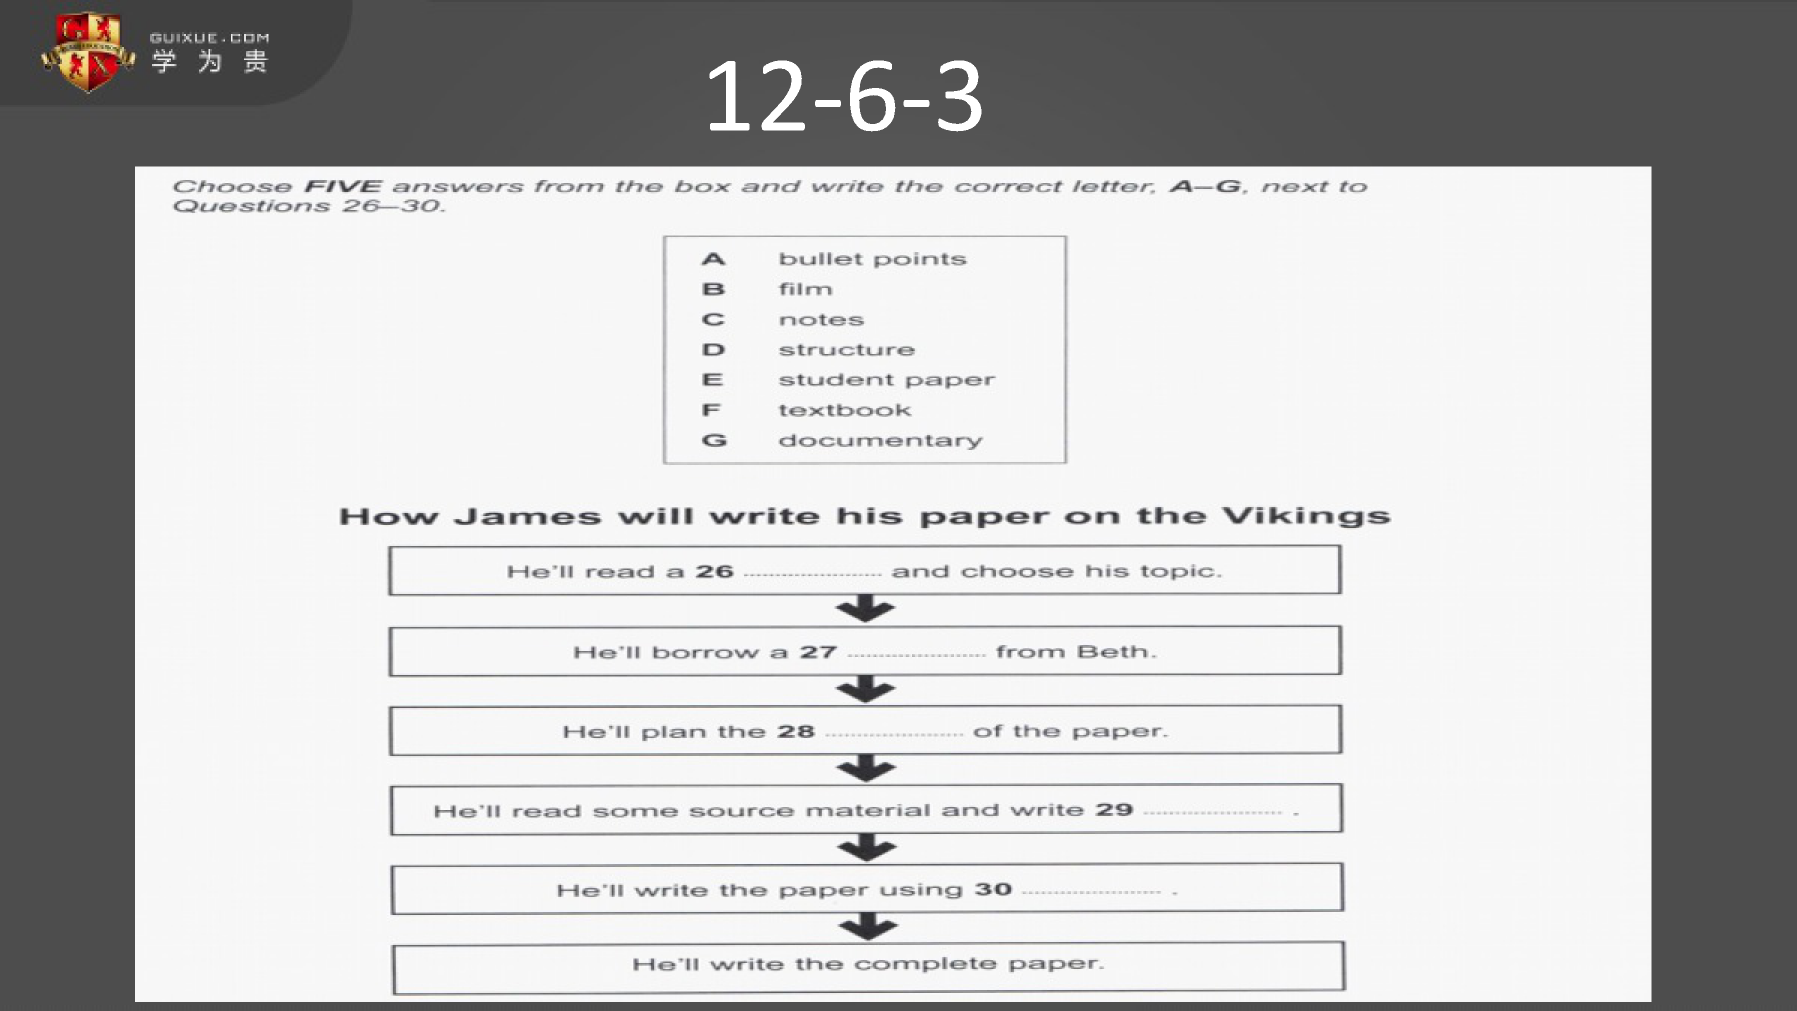 GUIXUE.COM
学为贵
12-6-3
Choose FIVE answers from the box and write the correct letter, A–G, next to
Questions 26–30.
A bullet points
B film
C notes
D structure
E student paper
F textbook
G documentary
How James will write his paper on the Vikings
He'll read a 26 .................... and choose his topic.
He'll borrow a 27 .................... from Beth.
He'll plan the 28 .................... of the paper.
He'll read some source material and write 29 .................... .
He'll write the paper using 30 .................... .
He'll write the complete paper.